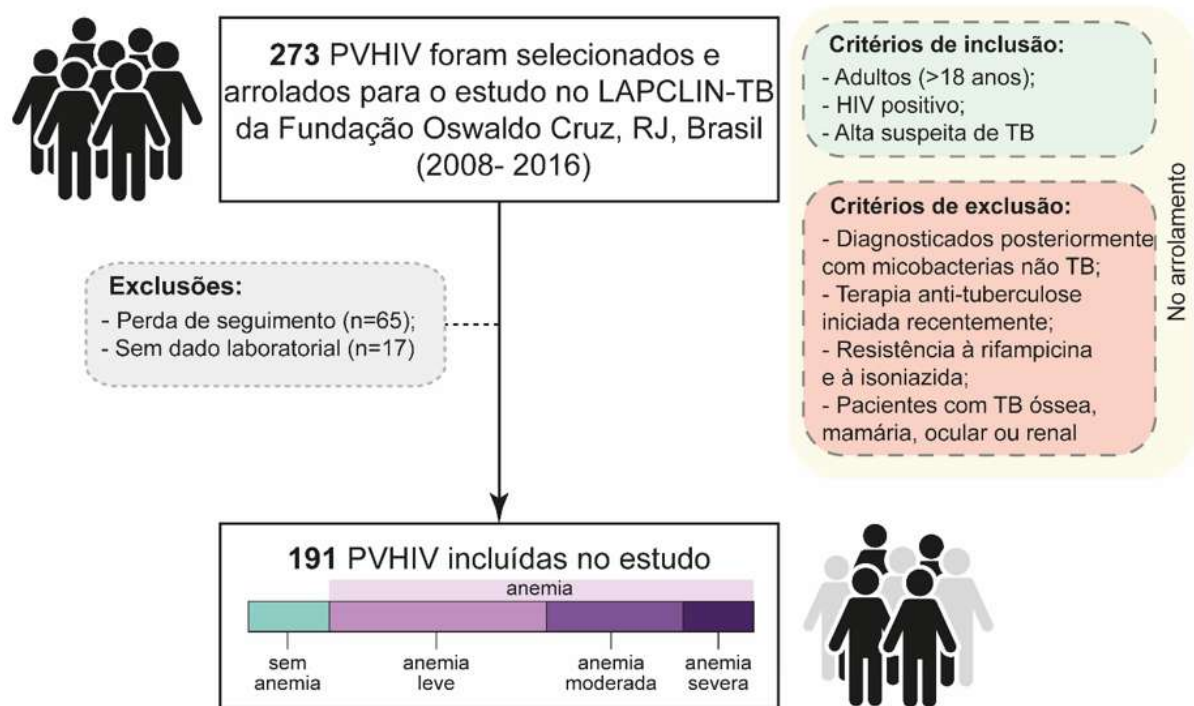 273 PVHIV foram selecionados e
arrolados para o estudo no LAPCLIN-TB
da Fundação Oswaldo Cruz, RJ, Brasil
(2008- 2016)
Critérios de inclusão:
- Adultos (>18 anos);
- HIV positivo;
- Alta suspeita de TB
Critérios de exclusão:
- Diagnosticados posteriormente
com micobacterias não TB;
- Terapia anti-tuberculose
iniciada recentemente;
- Resistência à rifampicina
e à isoniazida;
- Pacientes com TB óssea,
mamária, ocular ou renal
No arrolamento
Exclusões:
- Perda de seguimento (n=65);
- Sem dado laboratorial (n=17)
191 PVHIV incluídas no estudo
anemia
sem
anemia
anemia
leve
anemia
moderada
anemia
severa